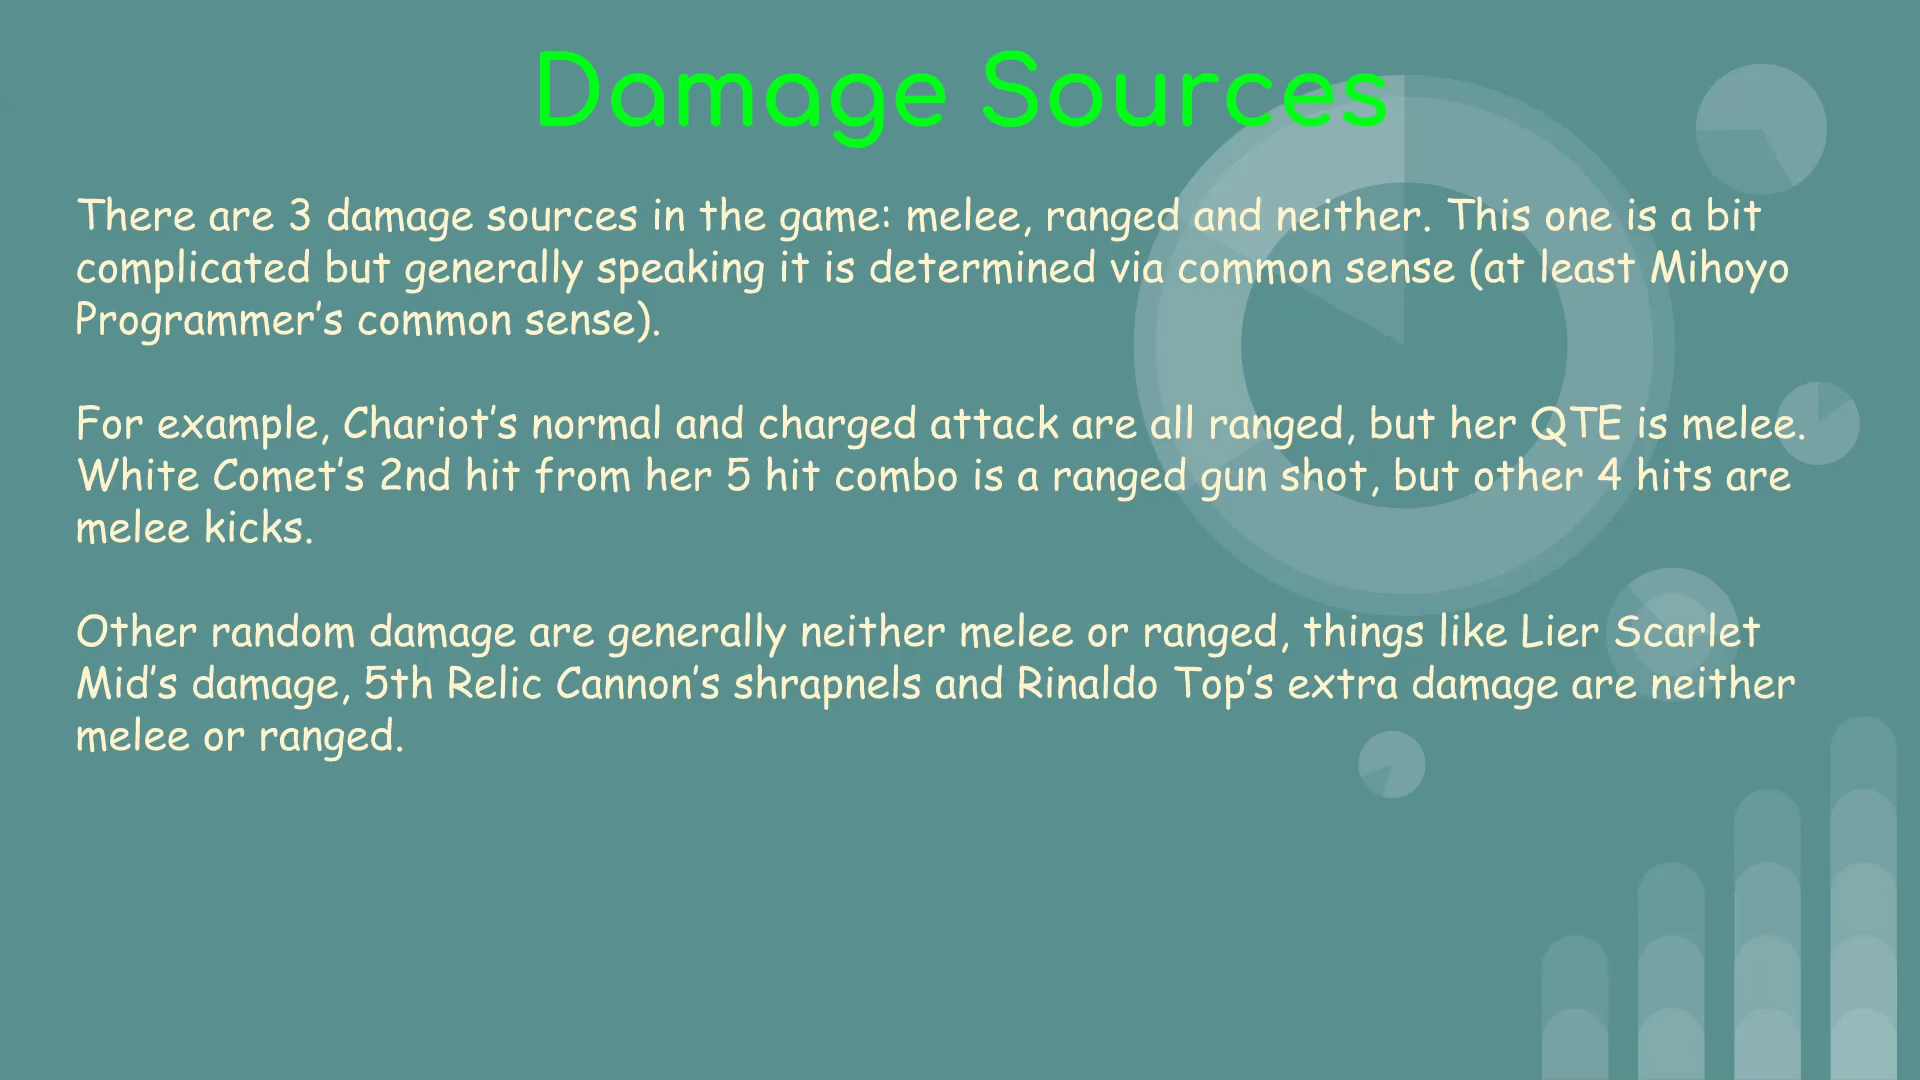 Damage Sources
There are 3 damage sources in the game: melee, ranged and neither. This one is a bit
complicated but generally speaking it is determined via common sense (at least Mihoyo
Programmer’s common sense).
For example, Chariot’s normal and charged attack are all ranged, but her QTE is melee.
White Comet’s 2nd hit from her 5 hit combo is a ranged gun shot, but other 4 hits are
melee kicks.
Other random damage are generally neither melee or ranged, things like Lier Scarlet
Mid’s damage, 5th Relic Cannon’s shrapnels and Rinaldo Top’s extra damage are neither
melee or ranged.